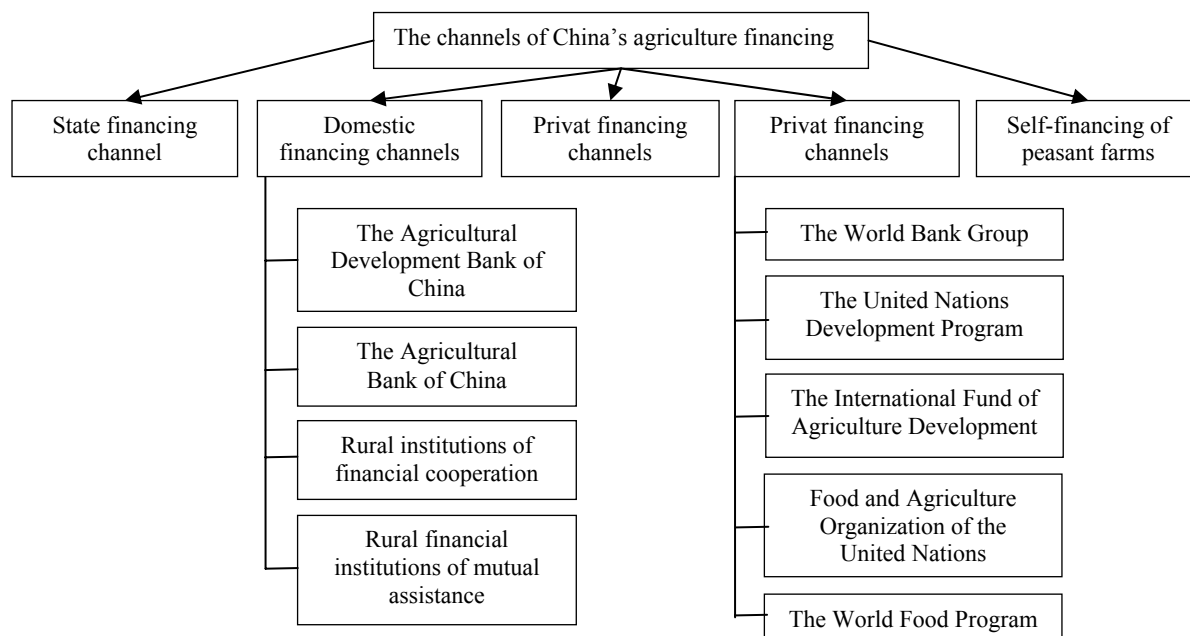 The channels of China’s agriculture financing
State financing
channel
Domestic
financing channels
Privat financing
channels
Privat financing
channels
Self-financing of
peasant farms
The Agricultural
Development Bank of
China
The Agricultural
Bank of China
Rural institutions of
financial cooperation
Rural financial
institutions of mutual
assistance
The World Bank Group
The United Nations
Development Program
The International Fund of
Agriculture Development
Food and Agriculture
Organization of the
United Nations
The World Food Program